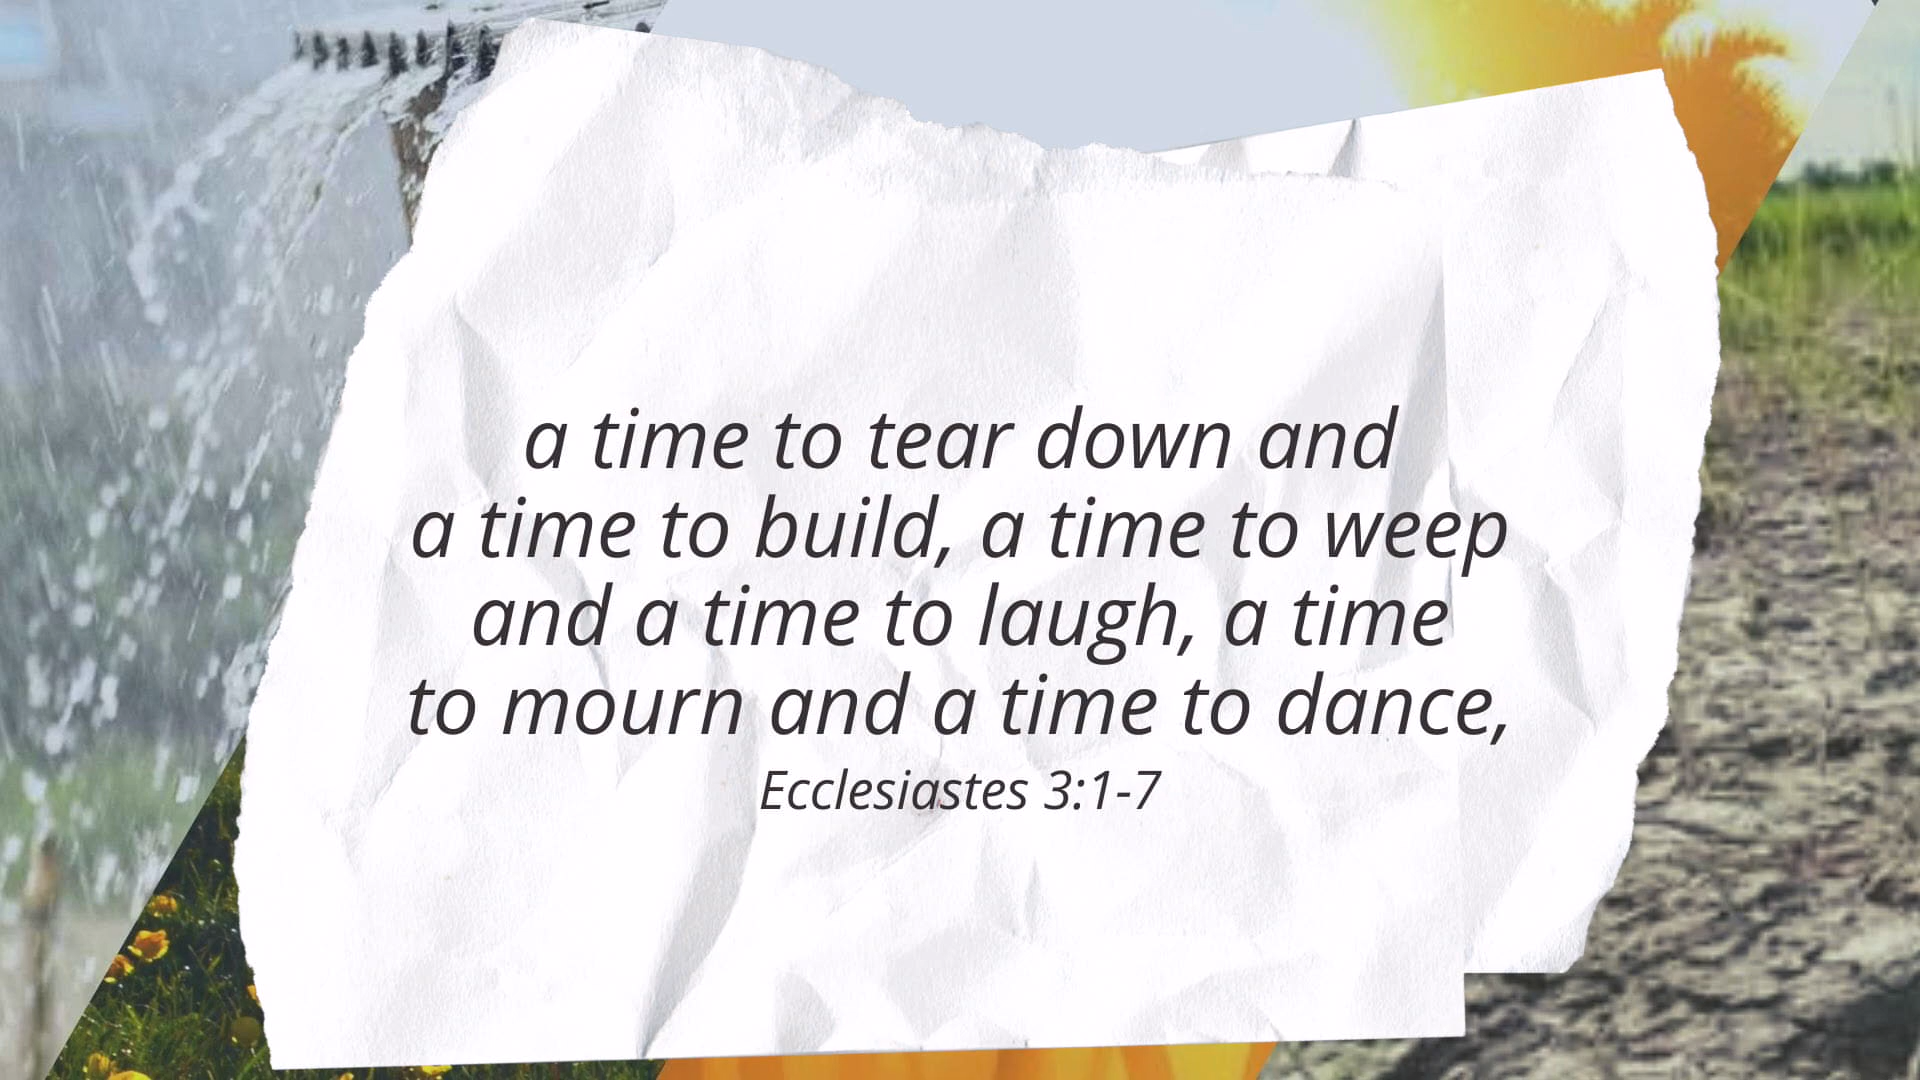 a time to tear down and
a time to build, a time to weep
and a time to laugh, a time
to mourn and a time to dance,
Ecclesiastes 3:1-7